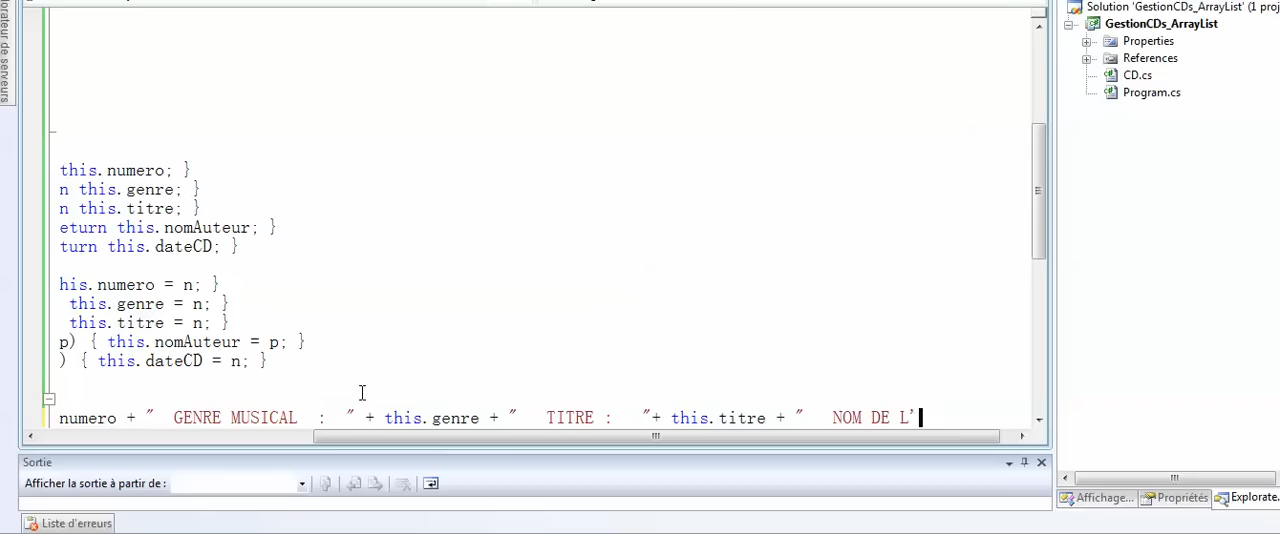 Solution 'GestionCDs_ArrayList' (1 proj
GestionCDs_ArrayList
Properties
References
CD.cs
Program.cs
lorateur de serveurs
this.numero; }
n this.genre; }
n this.titre; }
eturn this.nomAuteur; }
turn this.dateCD; }
his.numero = n; }
this.genre = n; }
this.titre = n; }
p) { this.nomAuteur = p; }
) { this.dateCD = n; }
numero + "  GENRE MUSICAL  :  " + this.genre + "   TITRE :   "+ this.titre + "   NOM DE L'
Sortie
Afficher la sortie à partir de :
Affichage... Propriétés Explorate.
Liste d'erreurs